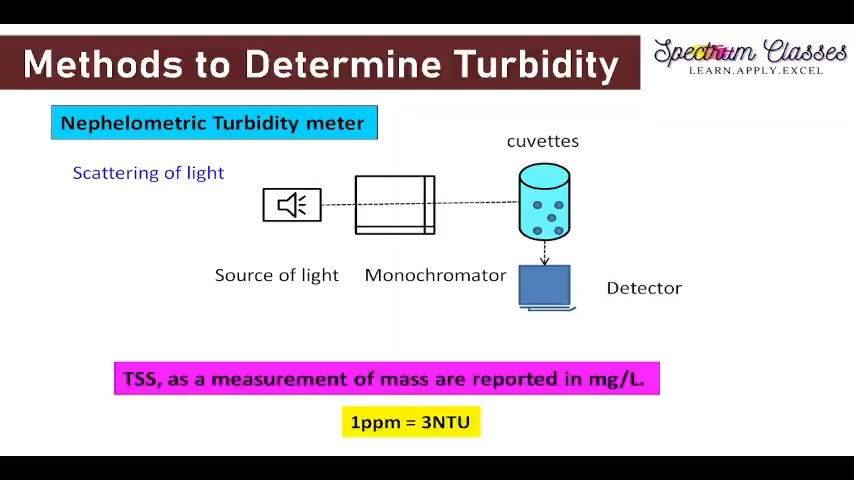 Methods to Determine Turbidity
Spectrum Classes
LEARN.APPLY.EXCEL
Nephelometric Turbidity meter
cuvettes
Scattering of light
Source of light
Monochromator
Detector
TSS, as a measurement of mass are reported in mg/L.
1ppm = 3NTU